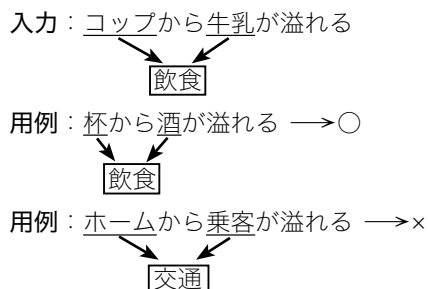 入力：コップから牛乳が溢れる
飲食
用例：杯から酒が溢れる ⟶○
飲食
用例：ホームから乗客が溢れる ⟶×
交通